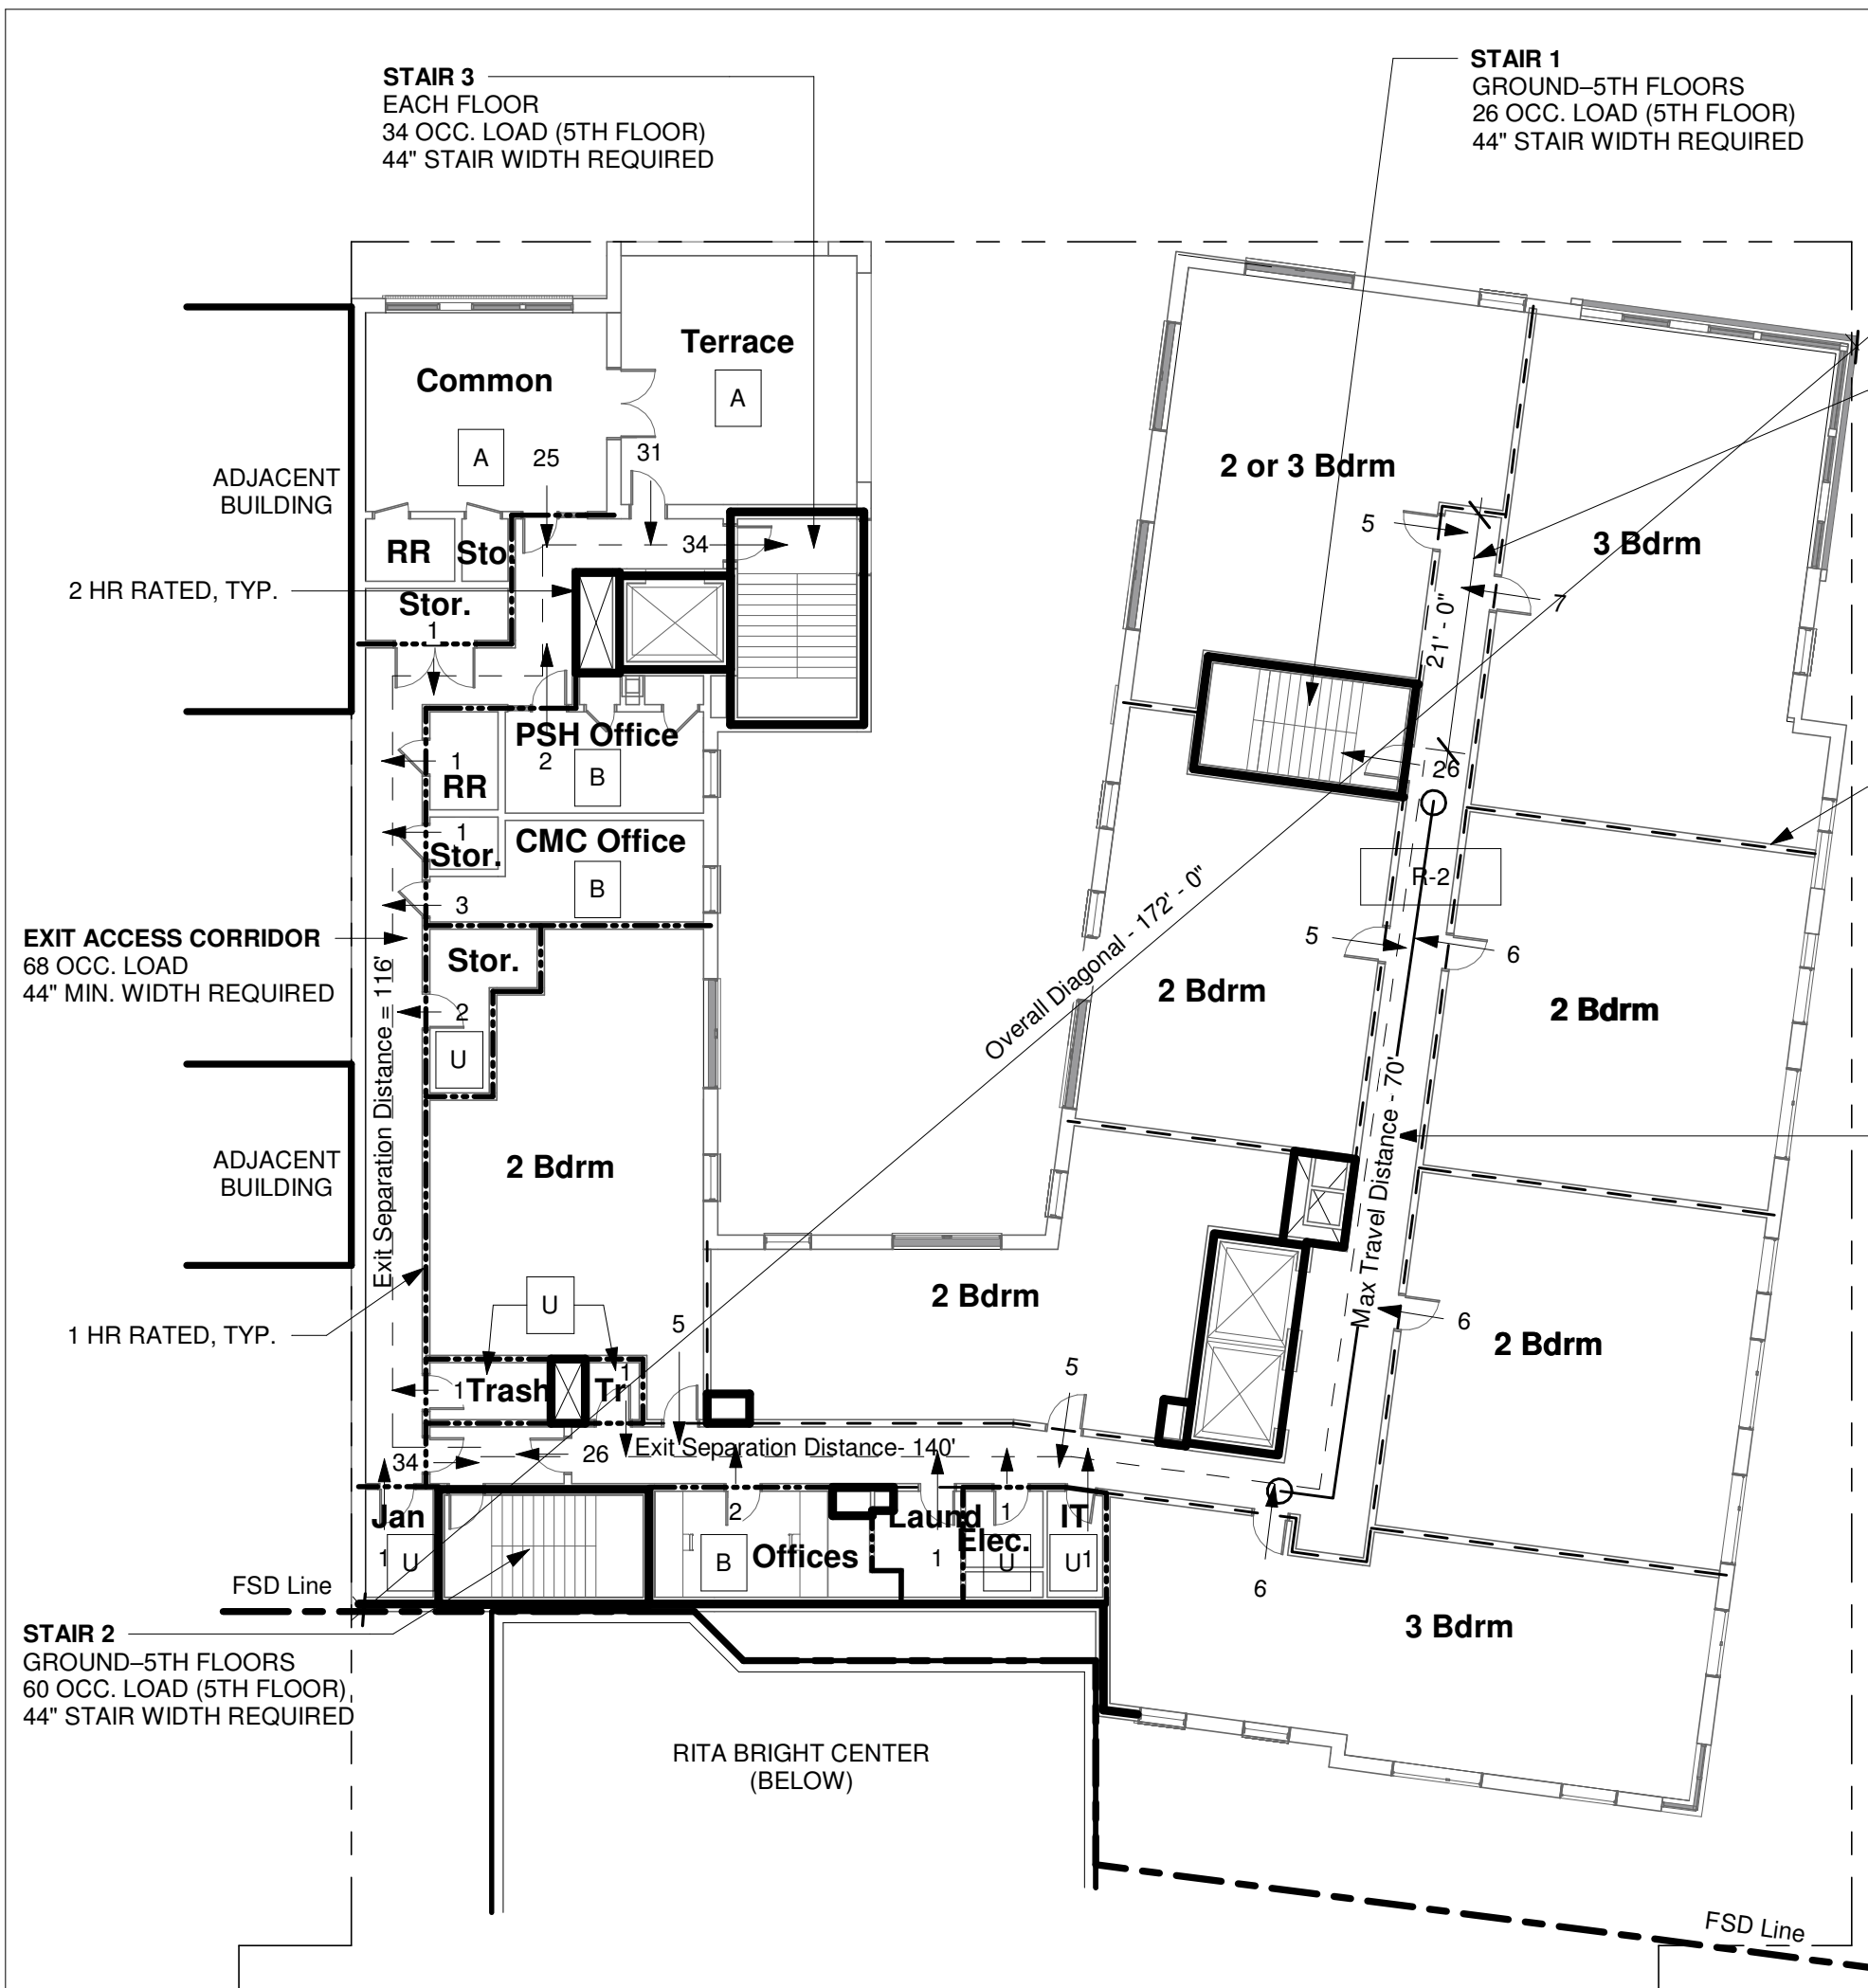 STAIR 3
EACH FLOOR
34 OCC. LOAD (5TH FLOOR)
44" STAIR WIDTH REQUIRED
STAIR 1
GROUND–5TH FLOORS
26 OCC. LOAD (5TH FLOOR)
44" STAIR WIDTH REQUIRED
Terrace
A
Common
A
25
31
ADJACENT
BUILDING
2 or 3 Bdrm
3 Bdrm
5
7
21' - 0"
RR
Sto
34
2 HR RATED, TYP.
Stor.
1
PSH Office
2
B
1
RR
26
1
Stor.
CMC Office
B
3
R-2
EXIT ACCESS CORRIDOR
68 OCC. LOAD
44" MIN. WIDTH REQUIRED
Stor.
2
U
Exit Separation Distance = 116'
Overall Diagonal - 172' - 0"
5
6
2 Bdrm
2 Bdrm
Max Travel Distance - 70'
ADJACENT
BUILDING
2 Bdrm
U
2 Bdrm
6
2 Bdrm
1 HR RATED, TYP.
5
5
1
Trash
Tr
1
34
26
Exit Separation Distance- 140'
Jan
1
U
2
B
Offices
Laund
1
Elec.
1
U
IT
U
1
6
FSD Line
3 Bdrm
STAIR 2
GROUND–5TH FLOORS
60 OCC. LOAD (5TH FLOOR)
44" STAIR WIDTH REQUIRED
RITA BRIGHT CENTER
(BELOW)
FSD Line